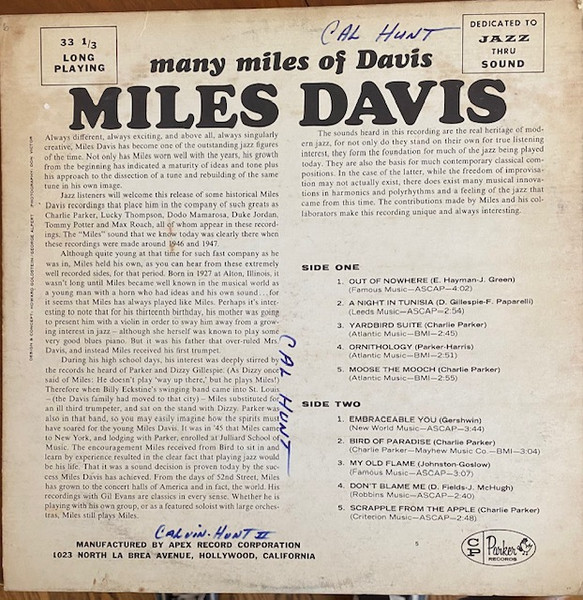 CAL HUNT
33 1/3
LONG
PLAYING
many miles of Davis
DEDICATED TO
JAZZ
THRU
SOUND
MILES DAVIS
Always different, always exciting, and above all, always singularly
creative, Miles Davis has become one of the outstanding jazz figures
of the time. Not only has Miles worn well with the years, his growth
from the beginning has indicated a maturity of ideas and tone plus
his approach to the dissection of a tune and rebuilding of the same
tune in his own image.
Jazz listeners will welcome this release of some historical Miles
Davis recordings that place him in the company of such greats as
Charlie Parker, Lucky Thompson, Dodo Mamarosa, Duke Jordan,
Tommy Potter and Max Roach, all of whom appear in these record-
ings. The "Miles" sound that we know today was clearly there when
these recordings were made around 1946 and 1947.
Although quite young at that time for such fast company as he
was in, Miles held his own, as you can hear from these extremely
well recorded sides, for that period. Born in 1927 at Alton, Illinois, it
wasn't long until Miles became well known in the musical world as
a young man with a horn who had ideas and his own sound...for
it seems that Miles has always played like Miles. Perhaps it's inter-
esting to note that for his thirteenth birthday, his mother was going
to present him with a violin in order to sway him away from a grow-
ing interest in jazz – although she herself was known to play some
very good blues piano. But it was his father that over-ruled Mrs.
Davis, and instead Miles received his first trumpet.
During his high school days, his interest was deeply stirred by
the records he heard of Parker and Dizzy Gillespie. (As Dizzy once
said of Miles: He doesn't play 'way up there,' but he plays Miles!)
Therefore when Billy Eckstine's swinging band came into St. Louis
– (the Davis family had moved to that city) – Miles substituted for
an ill third trumpeter, and sat on the stand with Dizzy. Parker was
also in that band, so you may easily imagine how the spirits must
have soared for the young Miles Davis. It was in '45 that Miles came
to New York, and lodging with Parker, enrolled at Julliard School of
Music. The encouragement Miles received from Bird to sit in and
learn by experience resulted in the clear fact that playing jazz would
be his life. That it was a sound decision is proven today by the suc-
cess Miles Davis has achieved. From the days of 52nd Street, Miles
has grown to the concert halls of America and in fact, the world. His
recordings with Gil Evans are classics in every sense. Whether he is
playing with his own group, or as a featured soloist with large orches-
tras, Miles still plays Miles.
The sounds heard in this recording are the real heritage of mod-
ern jazz, for not only do they stand on their own for true listening
interest, they form the foundation for much of the jazz being played
today. They are also the basis for much contemporary classical com-
positions. In the case of the latter, while the freedom of improvisa-
tion may not actually exist, there does exist many musical innova-
tions in harmonics and polyrhythms and a feeling of the jazz that
came from this time. The contributions made by Miles and his col-
laborators make this recording unique and always interesting.
SIDE ONE
1. OUT OF NOWHERE (E. Hayman-J. Green)
(Famous Music—ASCAP—4:02)
2. A NIGHT IN TUNISIA (D. Gillespie-F. Paparelli)
(Leeds Music—ASCAP—2:54)
3. YARDBIRD SUITE (Charlie Parker)
(Atlantic Music—BMI—2:45)
4. ORNITHOLOGY (Parker-Harris)
(Atlantic Music—BMI—2:51)
5. MOOSE THE MOOCH (Charlie Parker)
(Atlantic Music—BMI—2:55)
SIDE TWO
1. EMBRACEABLE YOU (Gershwin)
(New World Music—ASCAP—3:44)
2. BIRD OF PARADISE (Charlie Parker)
(Charlie Parker—Mayhew Music Co.—BMI—3:04)
3. MY OLD FLAME (Johnston-Goslow)
(Famous Music—ASCAP—3:07)
4. DON'T BLAME ME (D. Fields-J. McHugh)
(Robbins Music—ASCAP—2:40)
5. SCRAPPLE FROM THE APPLE (Charlie Parker)
(Criterion Music—ASCAP—2:48)
CAL HUNT
Calvin Hunt II
MANUFACTURED BY APEX RECORD CORPORATION
1023 NORTH LA BREA AVENUE, HOLLYWOOD, CALIFORNIA
5
CP
Parker
RECORDS
DESIGN & CONCEPT: HOWARD GOLDSTEIN-GEORGE ALPERT PHOTOGRAPHY: